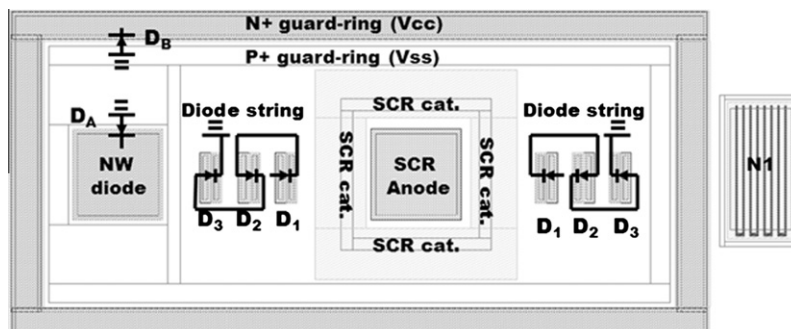 N+ guard-ring (Vcc)
D_B
P+ guard-ring (Vss)
D_A
Diode string
SCR cat.
Diode string
NW
diode
SCR cat.
SCR
Anode
SCR cat.
N1
D_3 D_2 D_1
D_1 D_2 D_3
SCR cat.